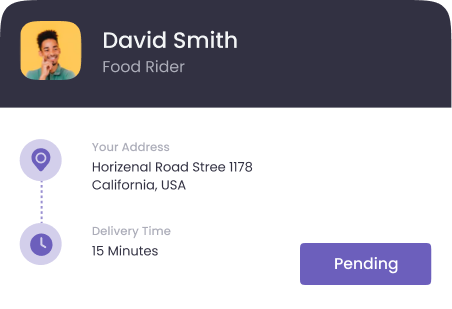 David Smith
Food Rider
Your Address
Horizenal Road Stree 1178
California, USA
Delivery Time
15 Minutes
Pending